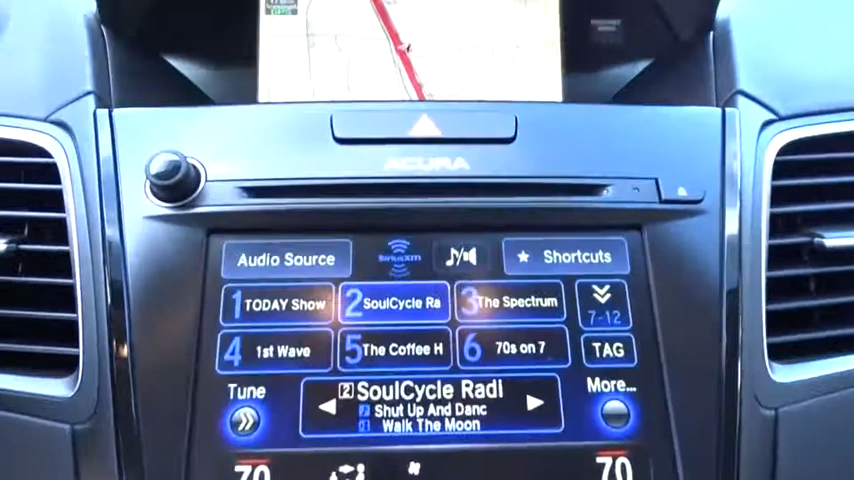 ACURA
Audio Source
SiriusXM
★ Shortcuts
1 TODAY Show
2 SoulCycle Ra
3 The Spectrum
7-12
4 1st Wave
5 The Coffee H
6 70s on 7
TAG
Tune
2 SoulCycle Radi
More...
Shut Up And Danc
Walk The Moon
70
70